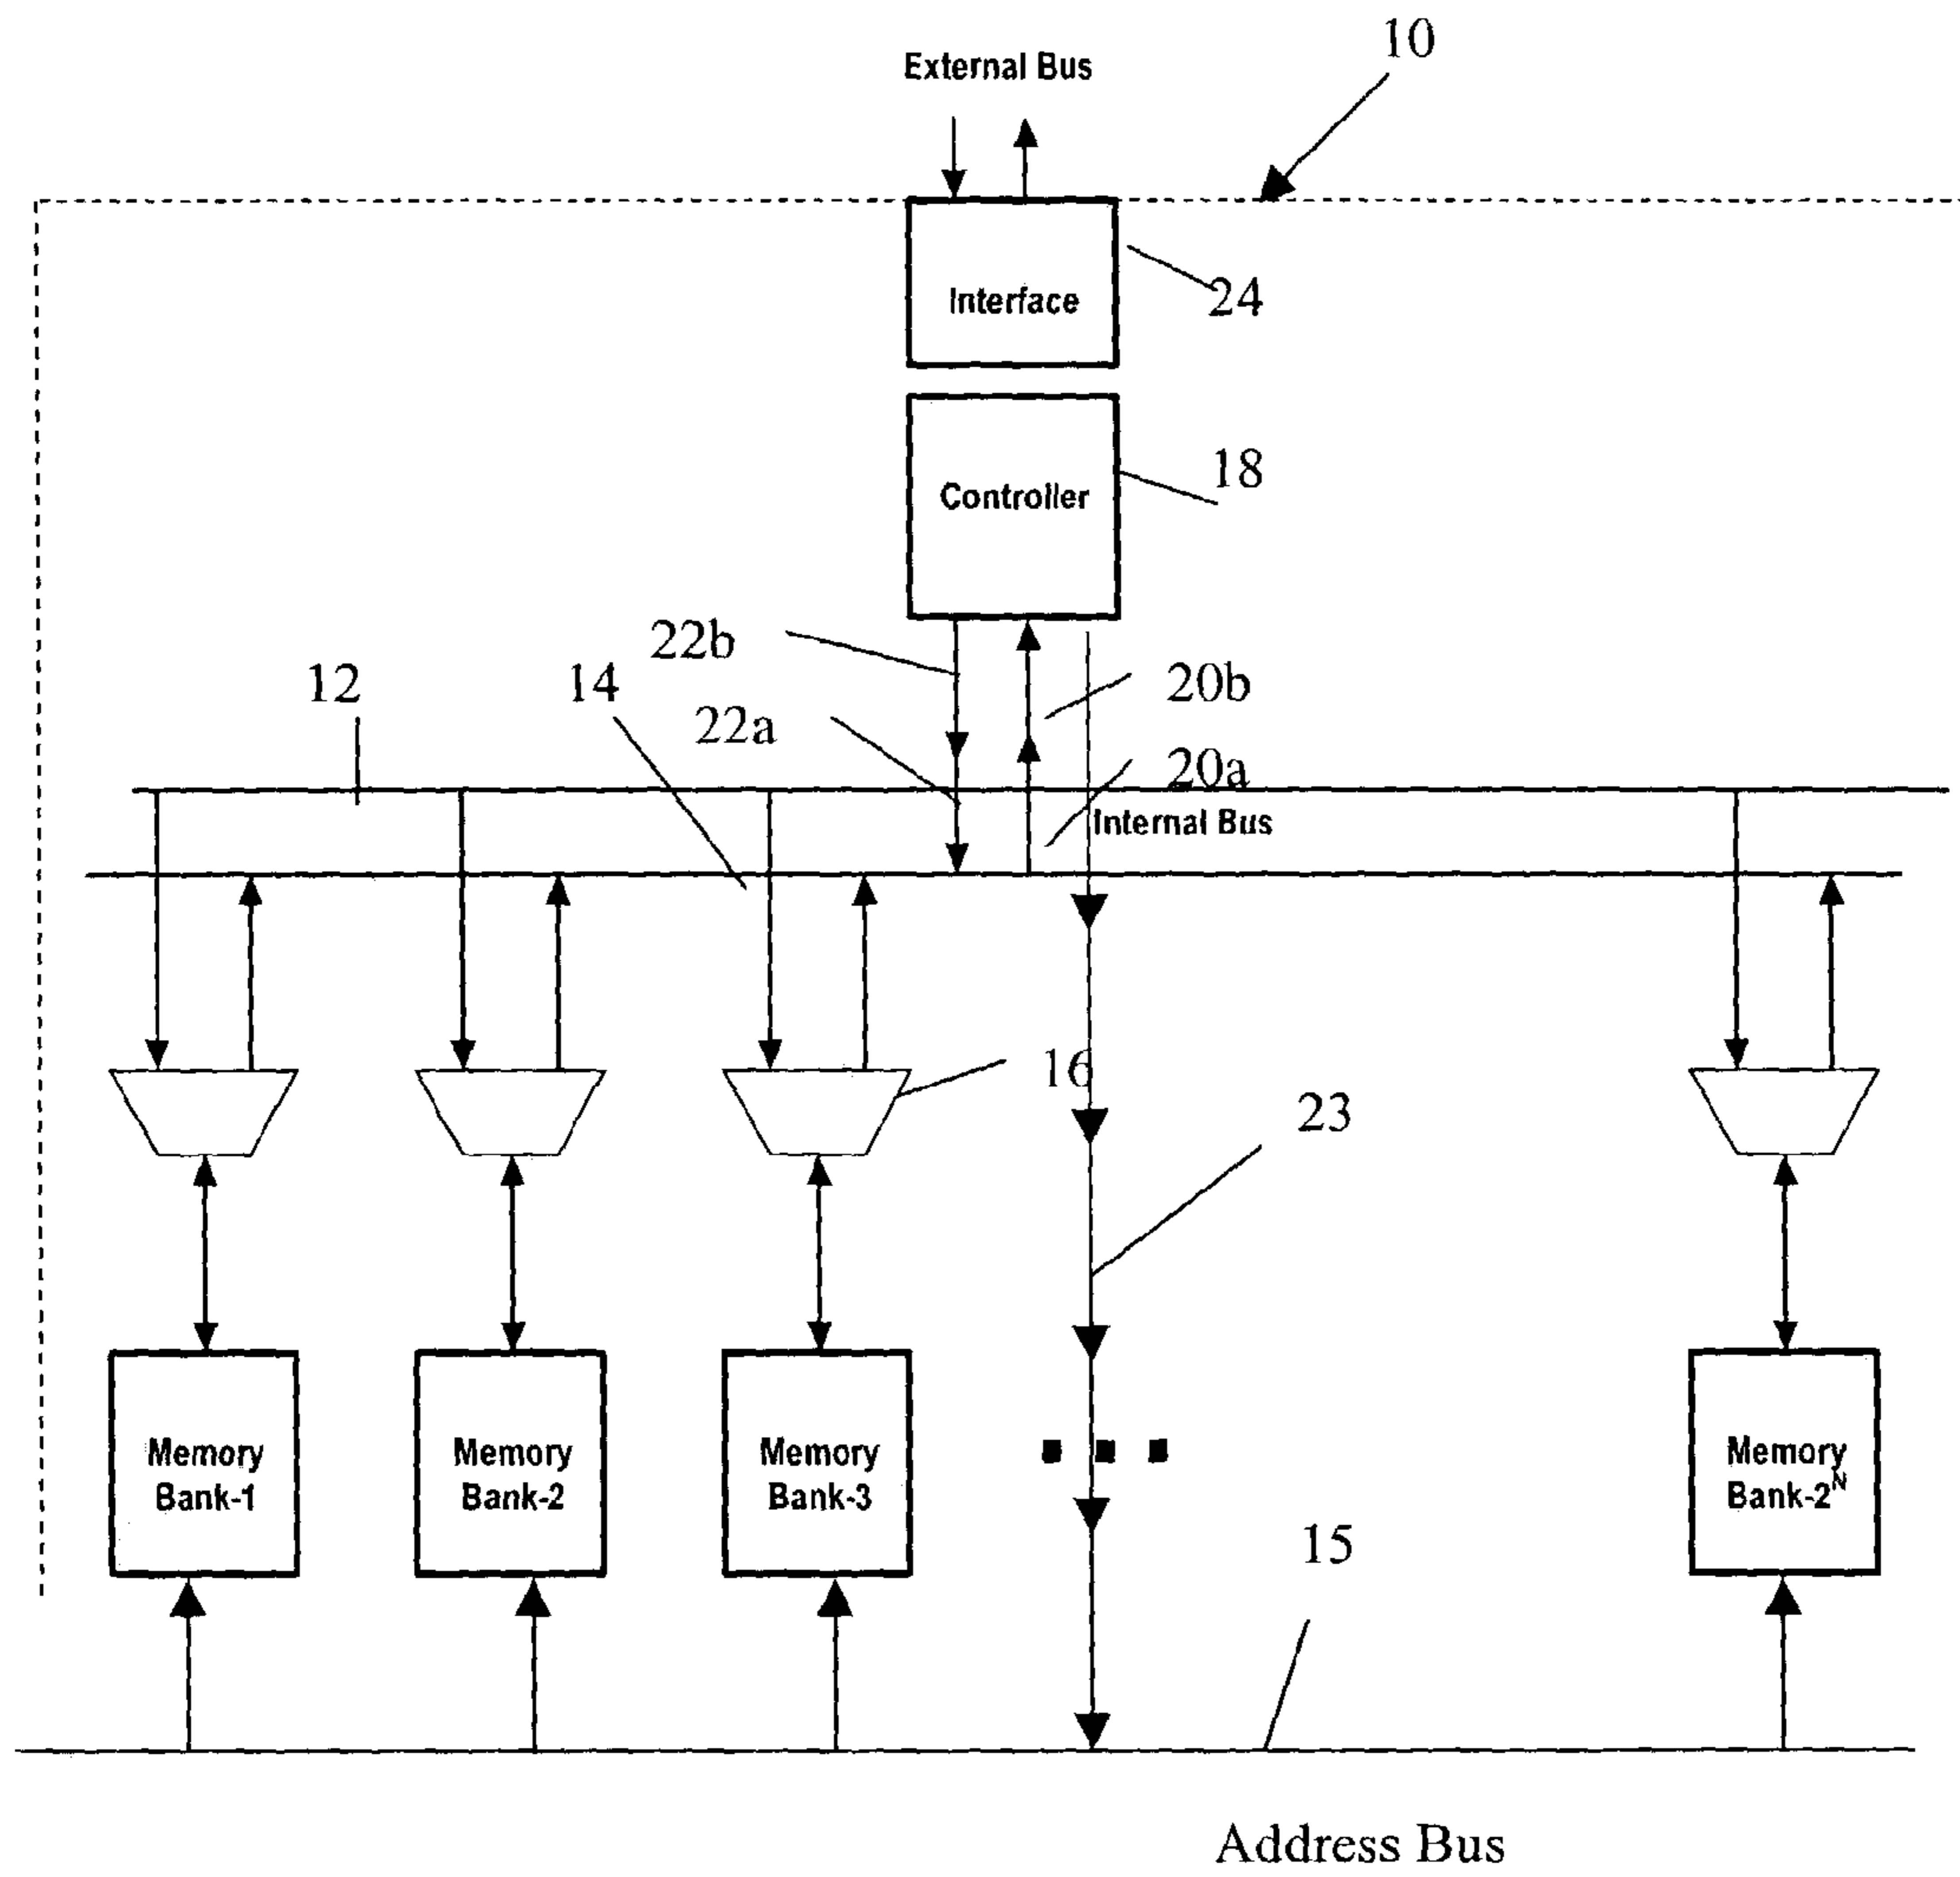 10
External Bus
24
Interface
18
Controller
22b
12
14
20b
22a
20a
Internal Bus
16
23
Memory
Bank-1
Memory
Bank-2
Memory
Bank-3
Memory
Bank-2^N
15
Address Bus